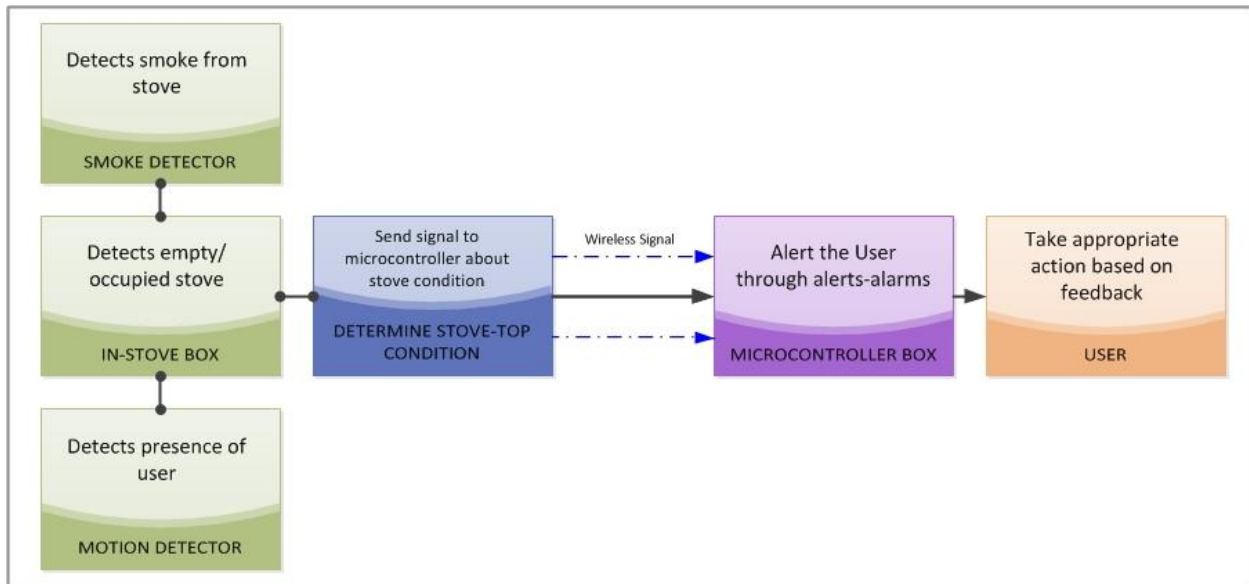 Detects smoke from
stove
SMOKE DETECTOR
Detects empty/
occupied stove
IN-STOVE BOX
Detects presence of
user
MOTION DETECTOR
Send signal to
microcontroller about
stove condition
DETERMINE STOVE-TOP
CONDITION
Wireless Signal
Alert the User
through alerts-alarms
MICROCONTROLLER BOX
Take appropriate
action based on
feedback
USER